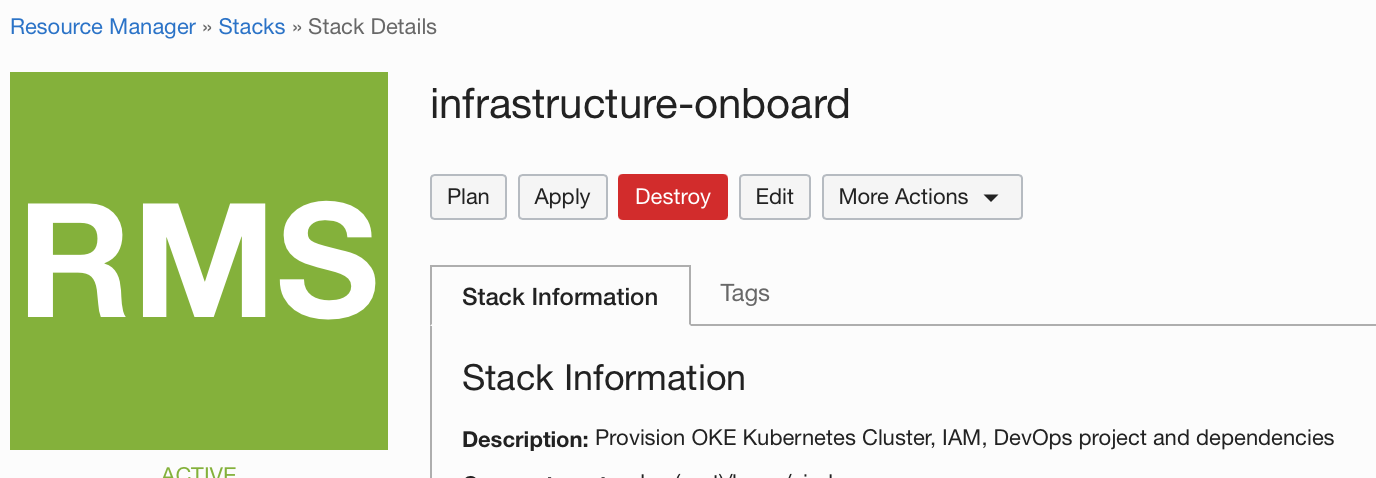 Resource Manager » Stacks » Stack Details
RMS
ACTIVE
infrastructure-onboard
Plan Apply Destroy Edit More Actions
Stack Information Tags
Stack Information
Description: Provision OKE Kubernetes Cluster, IAM, DevOps project and dependencies